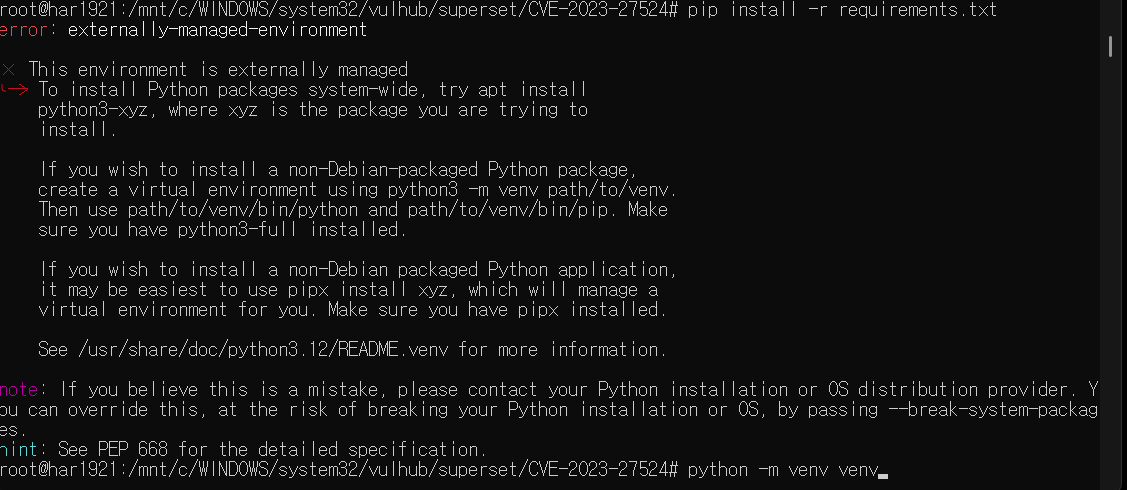 root@har1921:/mnt/c/WINDOWS/system32/vulhub/superset/CVE-2023-27524# pip install -r requirements.txt
error: externally-managed-environment
× This environment is externally managed
╰─> To install Python packages system-wide, try apt install
python3-xyz, where xyz is the package you are trying to
install.
If you wish to install a non-Debian-packaged Python package,
create a virtual environment using python3 -m venv path/to/venv.
Then use path/to/venv/bin/python and path/to/venv/bin/pip. Make
sure you have python3-full installed.
If you wish to install a non-Debian packaged Python application,
it may be easiest to use pipx install xyz, which will manage a
virtual environment for you. Make sure you have pipx installed.
See /usr/share/doc/python3.12/README.venv for more information.
note: If you believe this is a mistake, please contact your Python installation or OS distribution provider. Y
ou can override this, at the risk of breaking your Python installation or OS, by passing --break-system-packag
es.
hint: See PEP 668 for the detailed specification.
root@har1921:/mnt/c/WINDOWS/system32/vulhub/superset/CVE-2023-27524# python -m venv venv